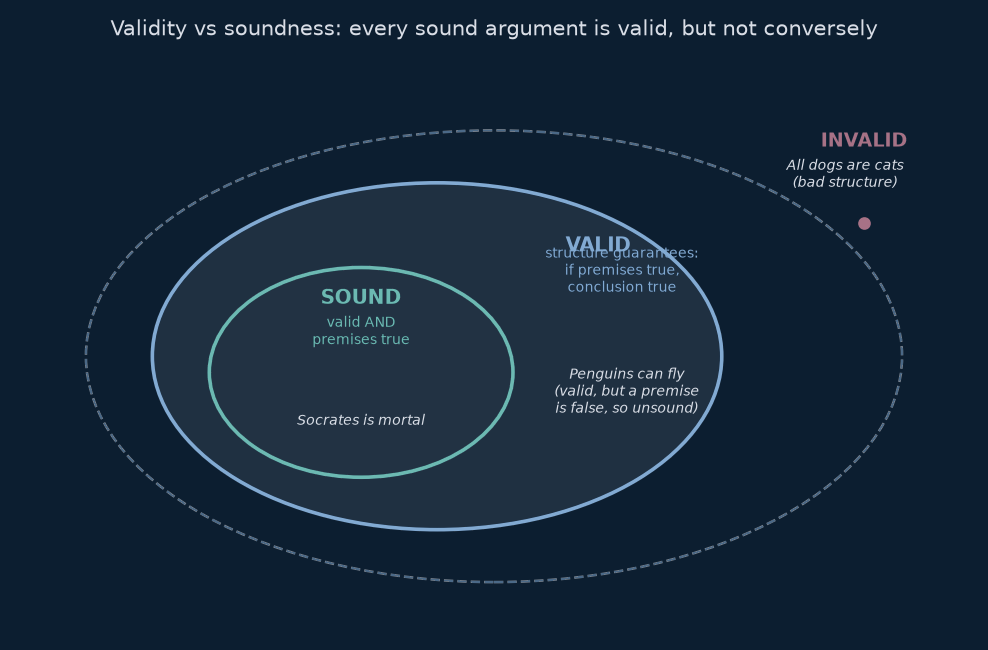 Validity vs soundness: every sound argument is valid, but not conversely
INVALID
All dogs are cats
(bad structure)
VALID
structure guarantees:
if premises true,
conclusion true
SOUND
valid AND
premises true
Penguins can fly
(valid, but a premise
is false, so unsound)
Socrates is mortal